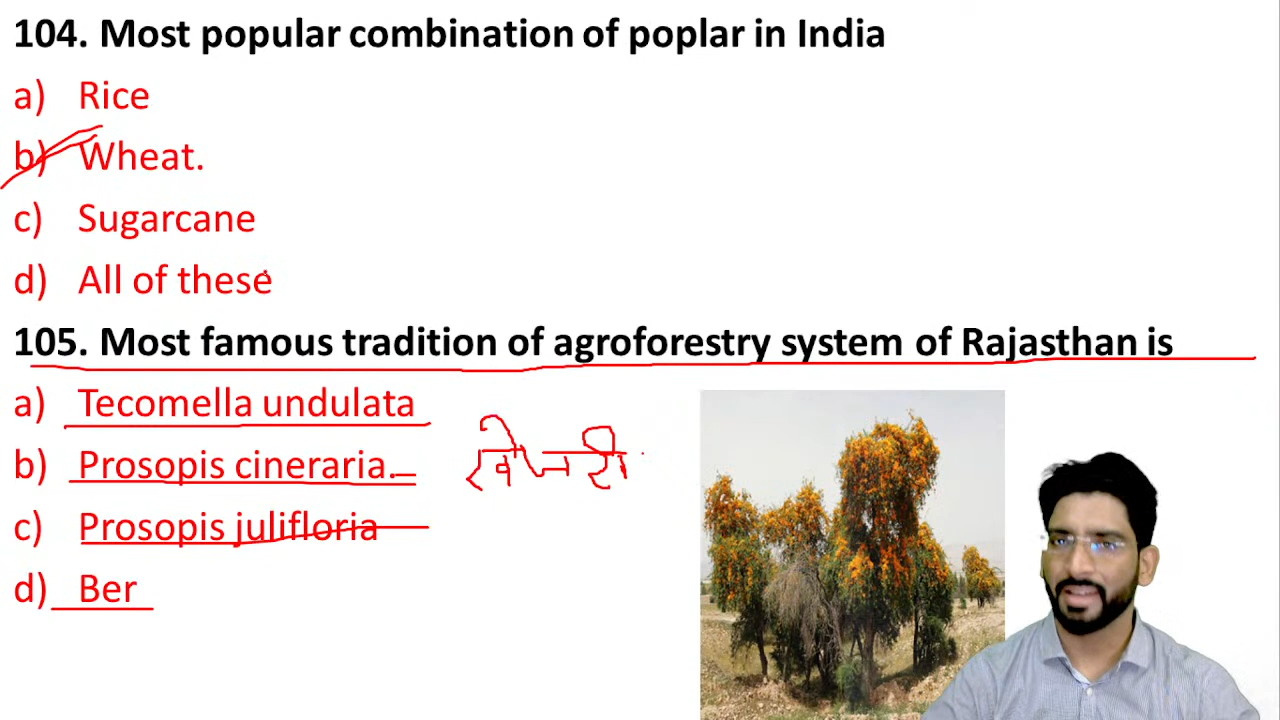 104. Most popular combination of poplar in India
a) Rice
b) Wheat.
c) Sugarcane
d) All of these
105. Most famous tradition of agroforestry system of Rajasthan is
a) Tecomella undulata
b) Prosopis cineraria.
c) Prosopis julifloria
d) Ber